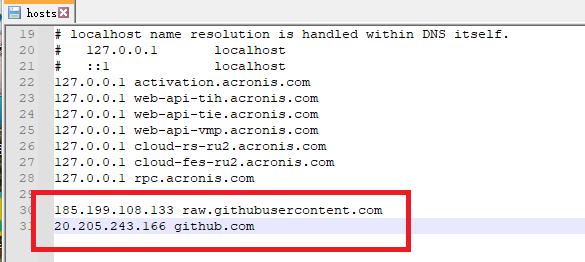 hosts
19 # localhost name resolution is handled within DNS itself.
20 # 127.0.0.1 localhost
21 # ::1 localhost
22 127.0.0.1 activation.acronis.com
23 127.0.0.1 web-api-tih.acronis.com
24 127.0.0.1 web-api-tie.acronis.com
25 127.0.0.1 web-api-vmp.acronis.com
26 127.0.0.1 cloud-rs-ru2.acronis.com
27 127.0.0.1 cloud-fes-ru2.acronis.com
28 127.0.0.1 rpc.acronis.com
29
30 185.199.108.133 raw.githubusercontent.com
31 20.205.243.166 github.com